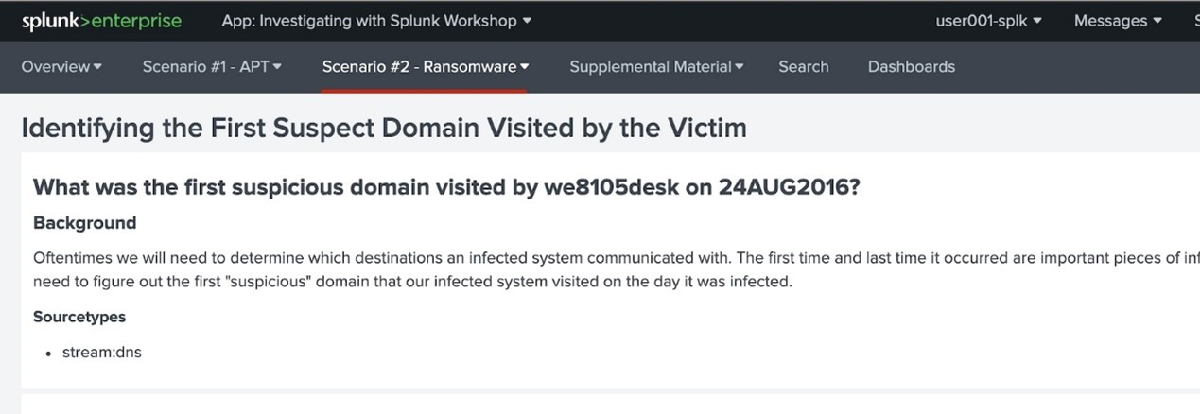 splunk>enterprise App: Investigating with Splunk Workshop user001-splk Messages
Overview Scenario #1 - APT Scenario #2 - Ransomware Supplemental Material Search Dashboards
Identifying the First Suspect Domain Visited by the Victim
What was the first suspicious domain visited by we8105desk on 24AUG2016?
Background
Oftentimes we will need to determine which destinations an infected system communicated with. The first time and last time it occurred are important pieces of
need to figure out the first "suspicious" domain that our infected system visited on the day it was infected.
Sourcetypes
• stream:dns